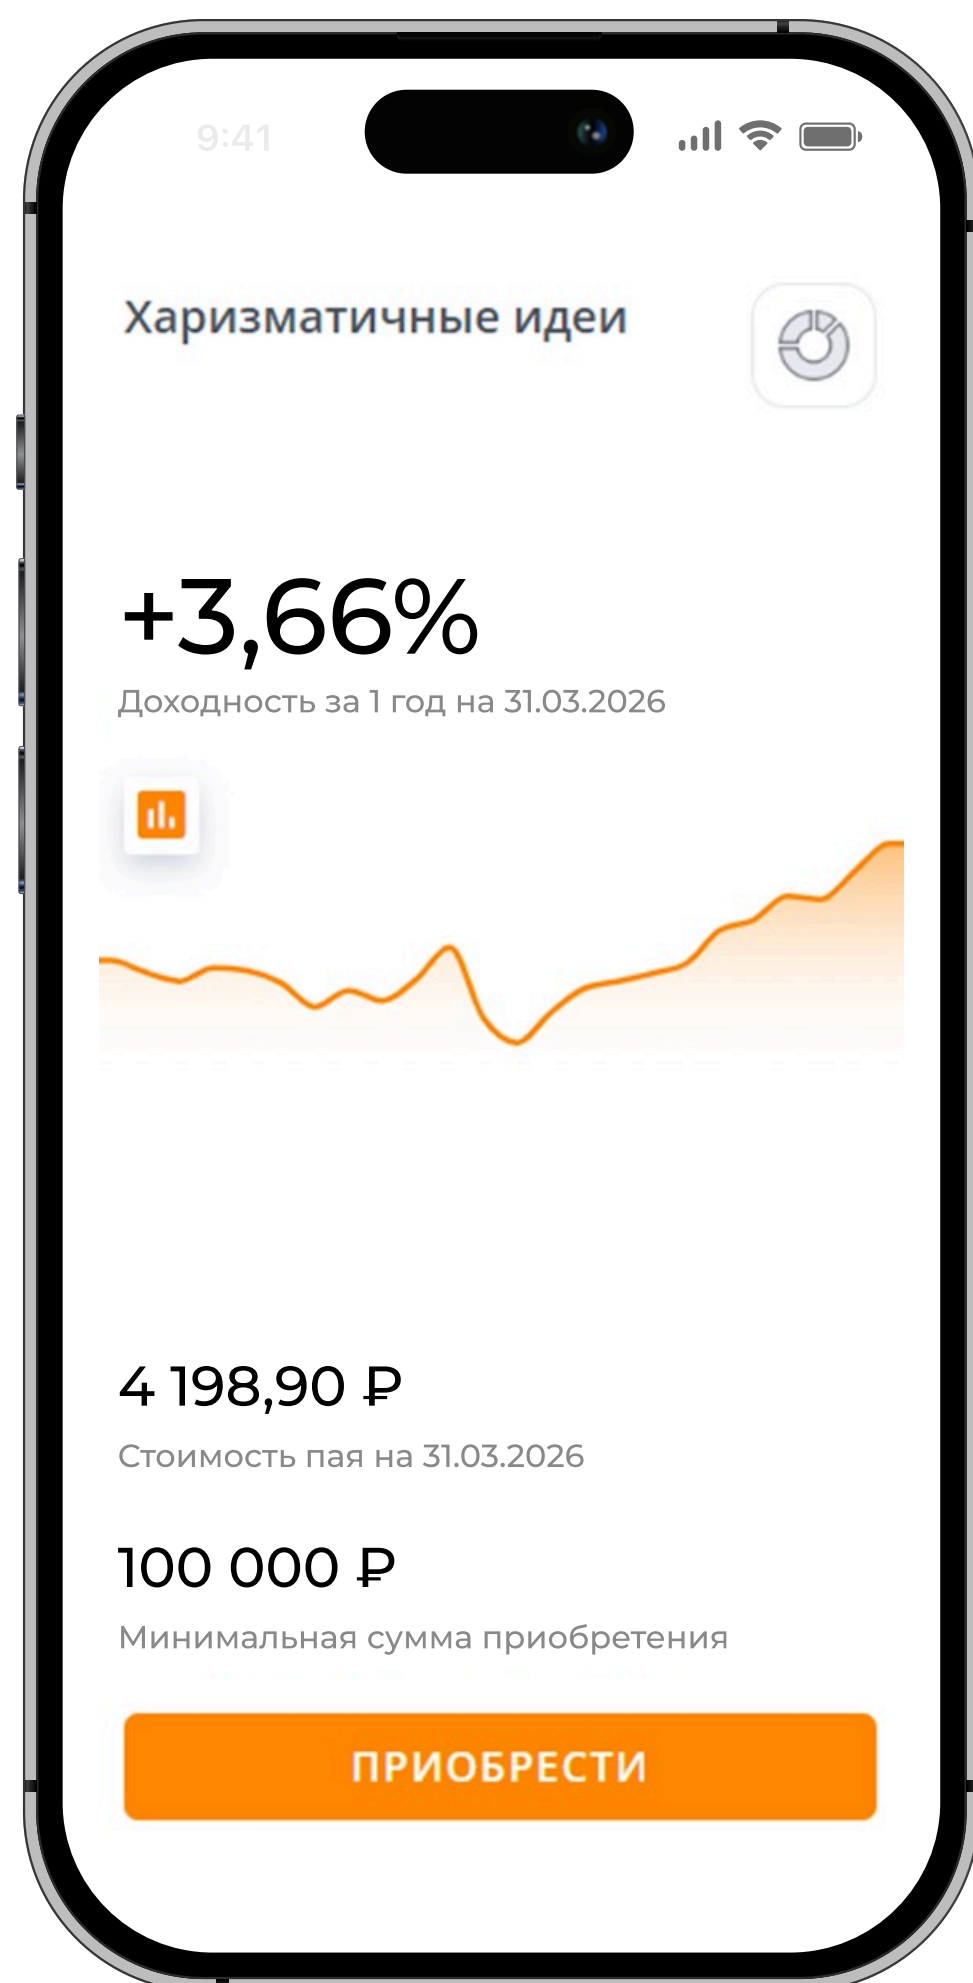 9:41
Харизматичные идеи
+3,66%
Доходность за 1 год на 31.03.2026
4 198,90 ₽
Стоимость пая на 31.03.2026
100 000 ₽
Минимальная сумма приобретения
ПРИОБРЕСТИ